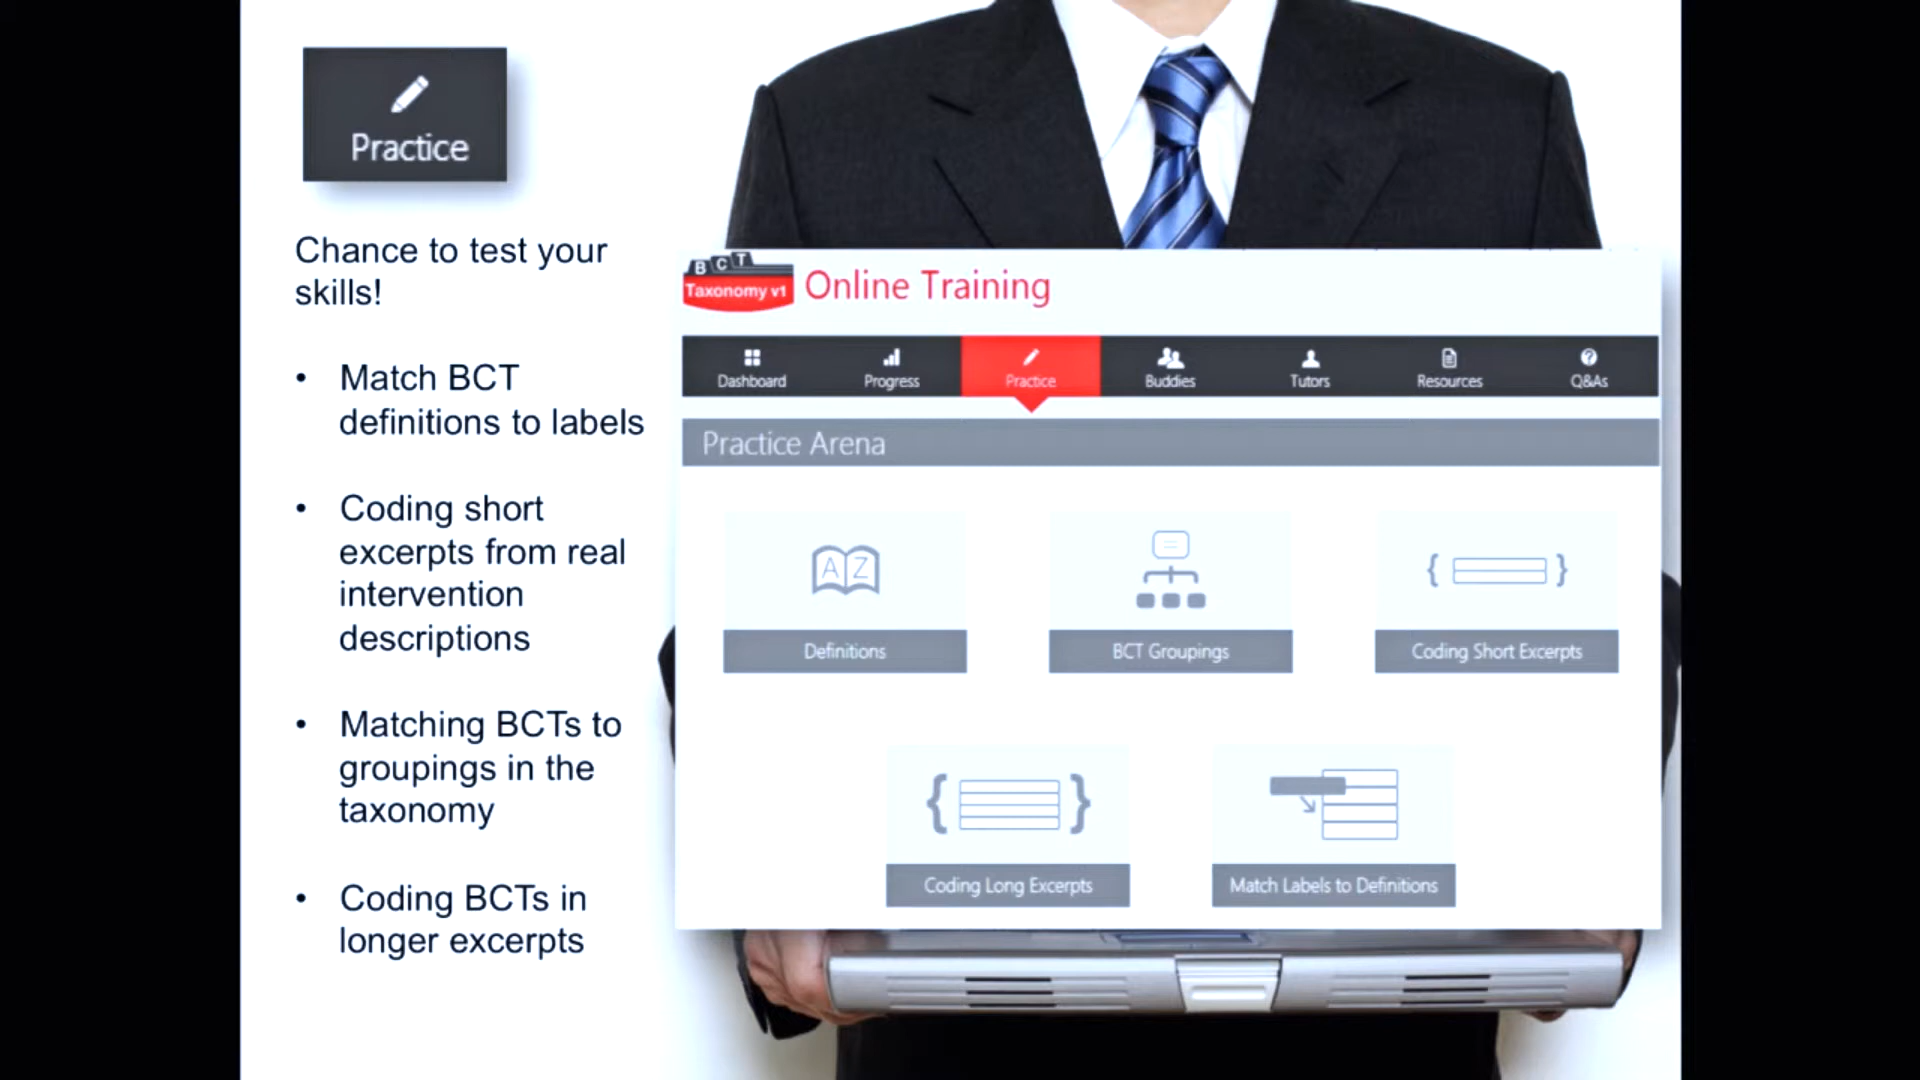 Practice
Chance to test your
skills!
• Match BCT
definitions to labels
• Coding short
excerpts from real
intervention
descriptions
• Matching BCTs to
groupings in the
taxonomy
• Coding BCTs in
longer excerpts
BCT
Taxonomy v1
Online Training
Dashboard
Progress
Practice
Buddies
Tutors
Resources
Q&As
Practice Arena
A Z
Definitions
BCT Groupings
Coding Short Excerpts
Coding Long Excerpts
Match Labels to Definitions